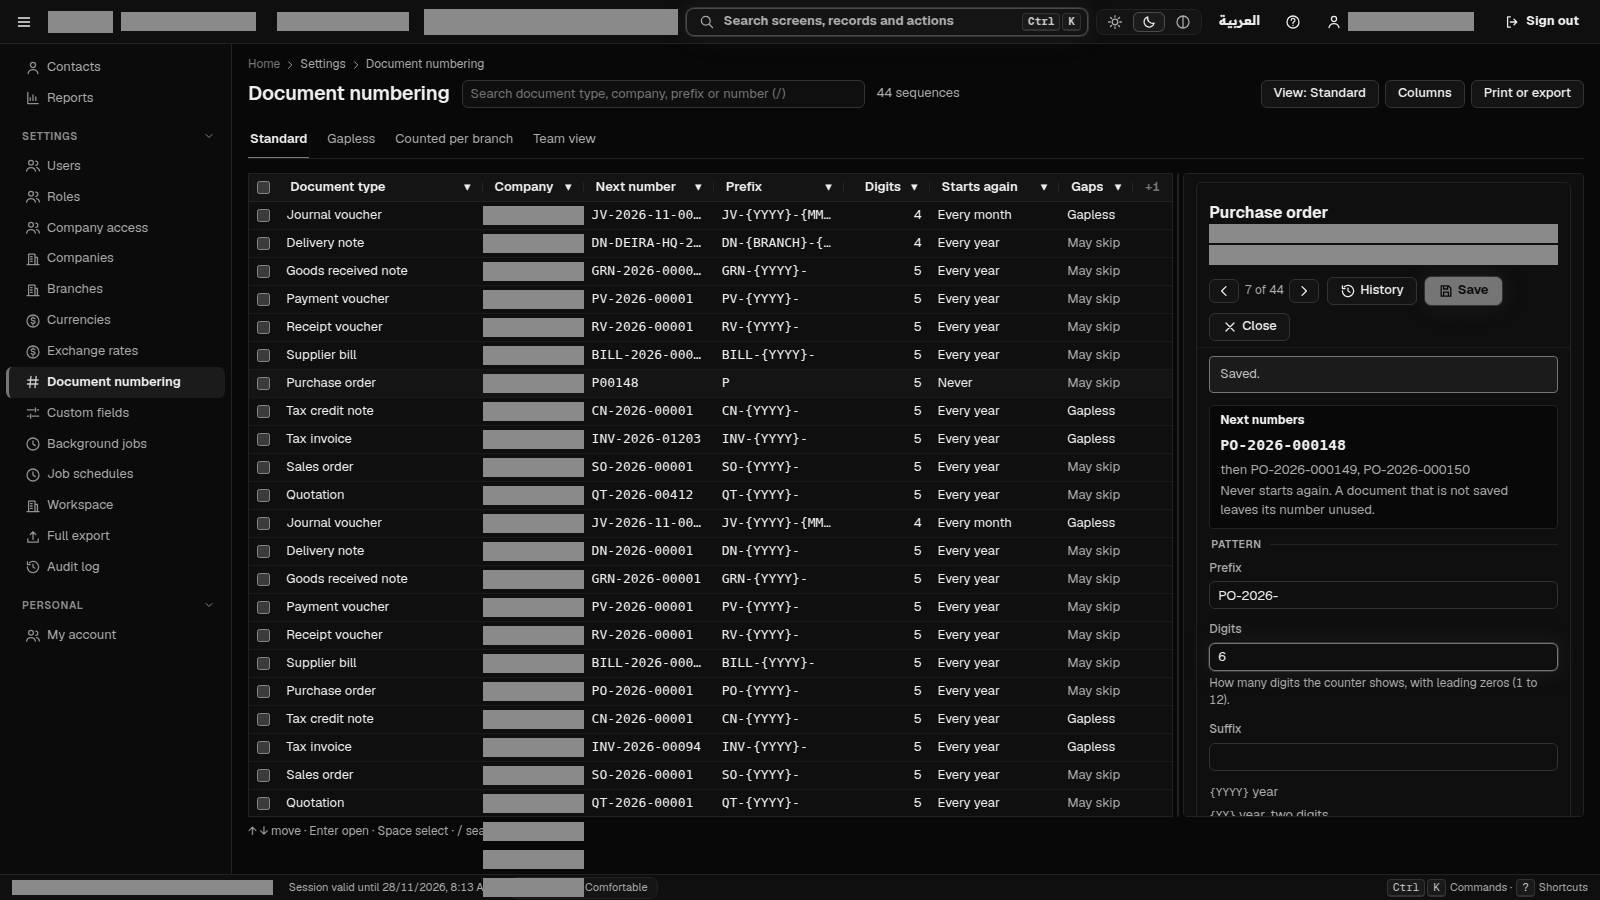 Search screens, records and actions Ctrl K العربية Sign out
Contacts
Reports
SETTINGS
Users
Roles
Company access
Companies
Branches
Currencies
Exchange rates
Document numbering
Custom fields
Background jobs
Job schedules
Workspace
Full export
Audit log
PERSONAL
My account
Home > Settings > Document numbering
Document numbering Search document type, company, prefix or number (/) 44 sequences View: Standard Columns Print or export
Standard Gapless Counted per branch Team view
Document type ▼ Company ▼ Next number ▼ Prefix ▼ Digits ▼ Starts again ▼ Gaps ▼ +1
Journal voucher JV-2026-11-00… JV-{YYYY}-{MM… 4 Every month Gapless
Delivery note DN-DEIRA-HQ-2… DN-{BRANCH}-{… 4 Every year May skip
Goods received note GRN-2026-0000… GRN-{YYYY}- 5 Every year May skip
Payment voucher PV-2026-00001 PV-{YYYY}- 5 Every year May skip
Receipt voucher RV-2026-00001 RV-{YYYY}- 5 Every year May skip
Supplier bill BILL-2026-000… BILL-{YYYY}- 5 Every year May skip
Purchase order P00148 P 5 Never May skip
Tax credit note CN-2026-00001 CN-{YYYY}- 5 Every year Gapless
Tax invoice INV-2026-01203 INV-{YYYY}- 5 Every year Gapless
Sales order SO-2026-00001 SO-{YYYY}- 5 Every year May skip
Quotation QT-2026-00412 QT-{YYYY}- 5 Every year May skip
Journal voucher JV-2026-11-00… JV-{YYYY}-{MM… 4 Every month Gapless
Delivery note DN-2026-00001 DN-{YYYY}- 5 Every year May skip
Goods received note GRN-2026-00001 GRN-{YYYY}- 5 Every year May skip
Payment voucher PV-2026-00001 PV-{YYYY}- 5 Every year May skip
Receipt voucher RV-2026-00001 RV-{YYYY}- 5 Every year May skip
Supplier bill BILL-2026-000… BILL-{YYYY}- 5 Every year May skip
Purchase order PO-2026-00001 PO-{YYYY}- 5 Every year May skip
Tax credit note CN-2026-00001 CN-{YYYY}- 5 Every year Gapless
Tax invoice INV-2026-00094 INV-{YYYY}- 5 Every year Gapless
Sales order SO-2026-00001 SO-{YYYY}- 5 Every year May skip
Quotation QT-2026-00001 QT-{YYYY}- 5 Every year May skip
↑↓ move · Enter open · Space select · /
Purchase order
7 of 44 History Save
Close
Saved.
Next numbers
PO-2026-000148
then PO-2026-000149, PO-2026-000150
Never starts again. A document that is not saved
leaves its number unused.
PATTERN
Prefix
PO-2026-
Digits
6
How many digits the counter shows, with leading zeros (1 to
12).
Suffix
{YYYY} year
{YY} year, two digits
Session valid until 28/11/2026, 8:13 Comfortable Ctrl K Commands · ? Shortcuts